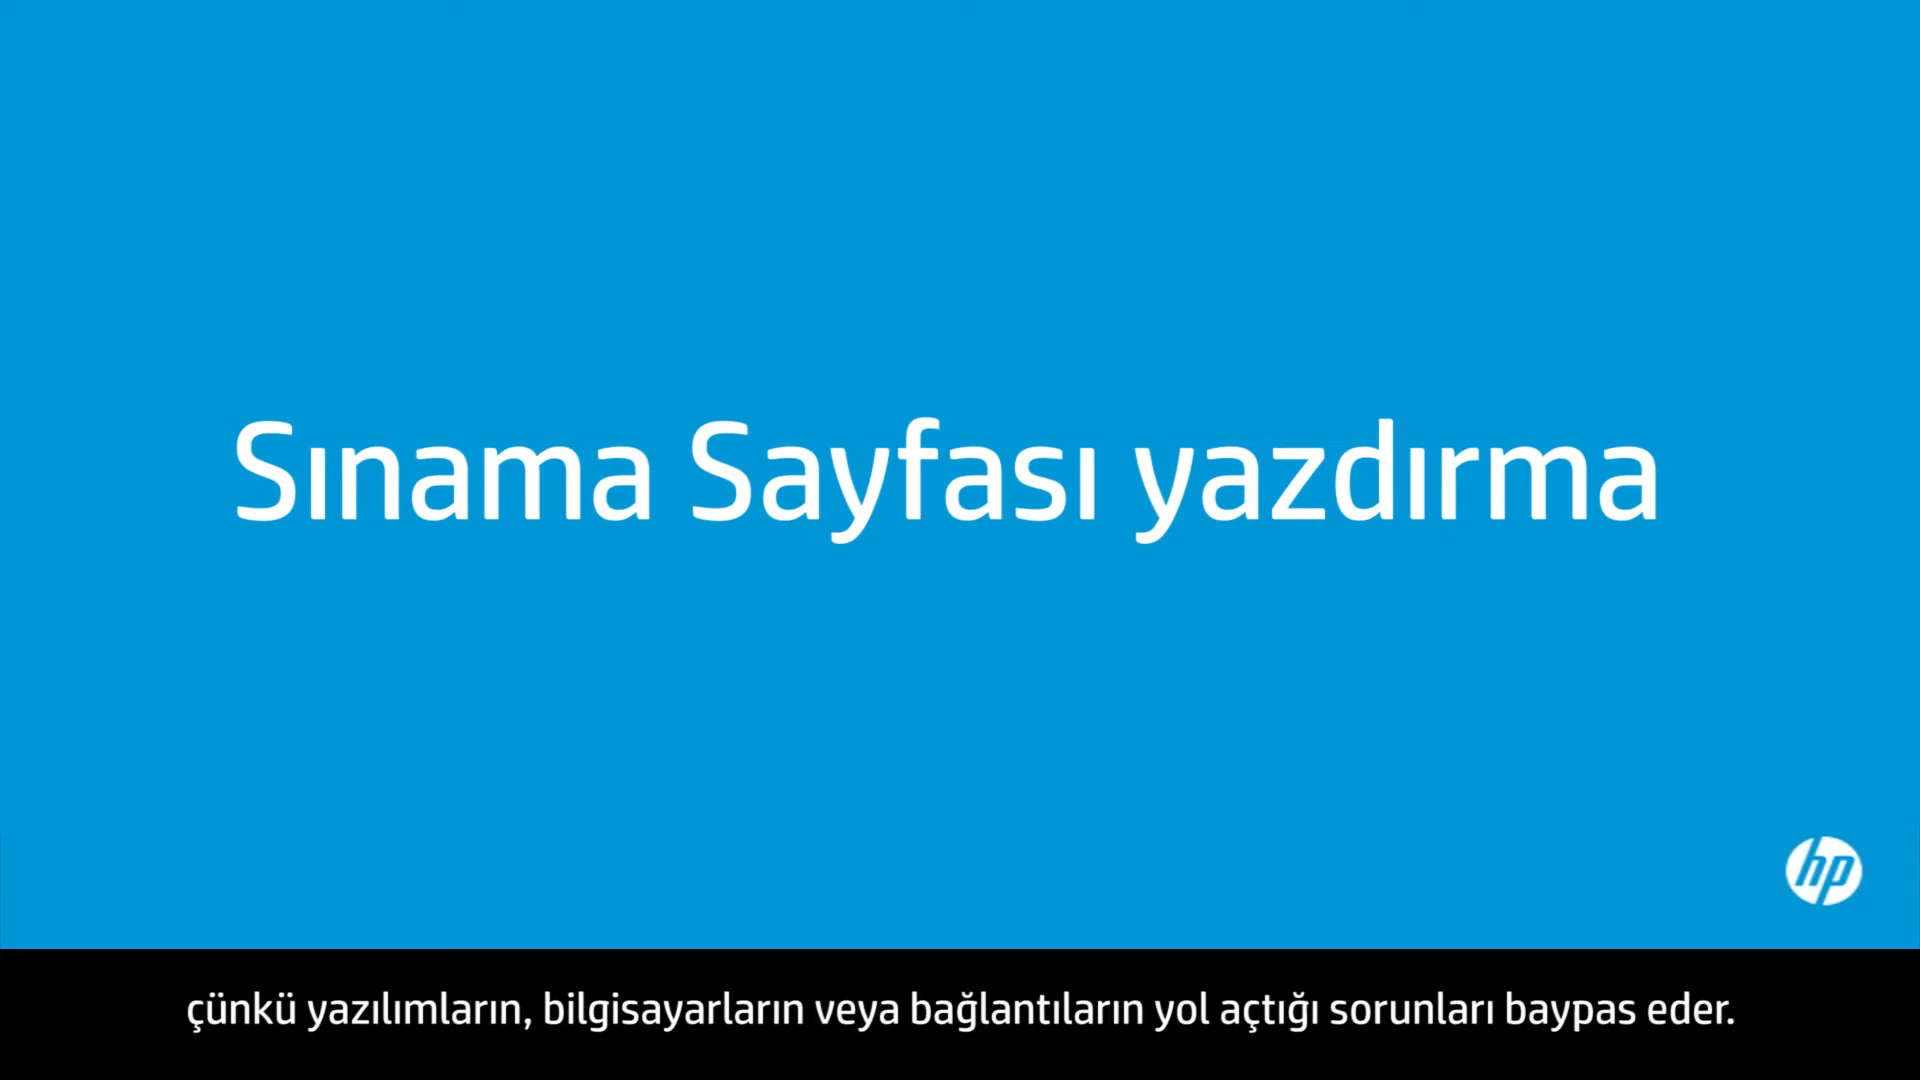 Sınama Sayfası yazdırma
hp
çünkü yazılımların, bilgisayarların veya bağlantıların yol açtığı sorunları baypas eder.